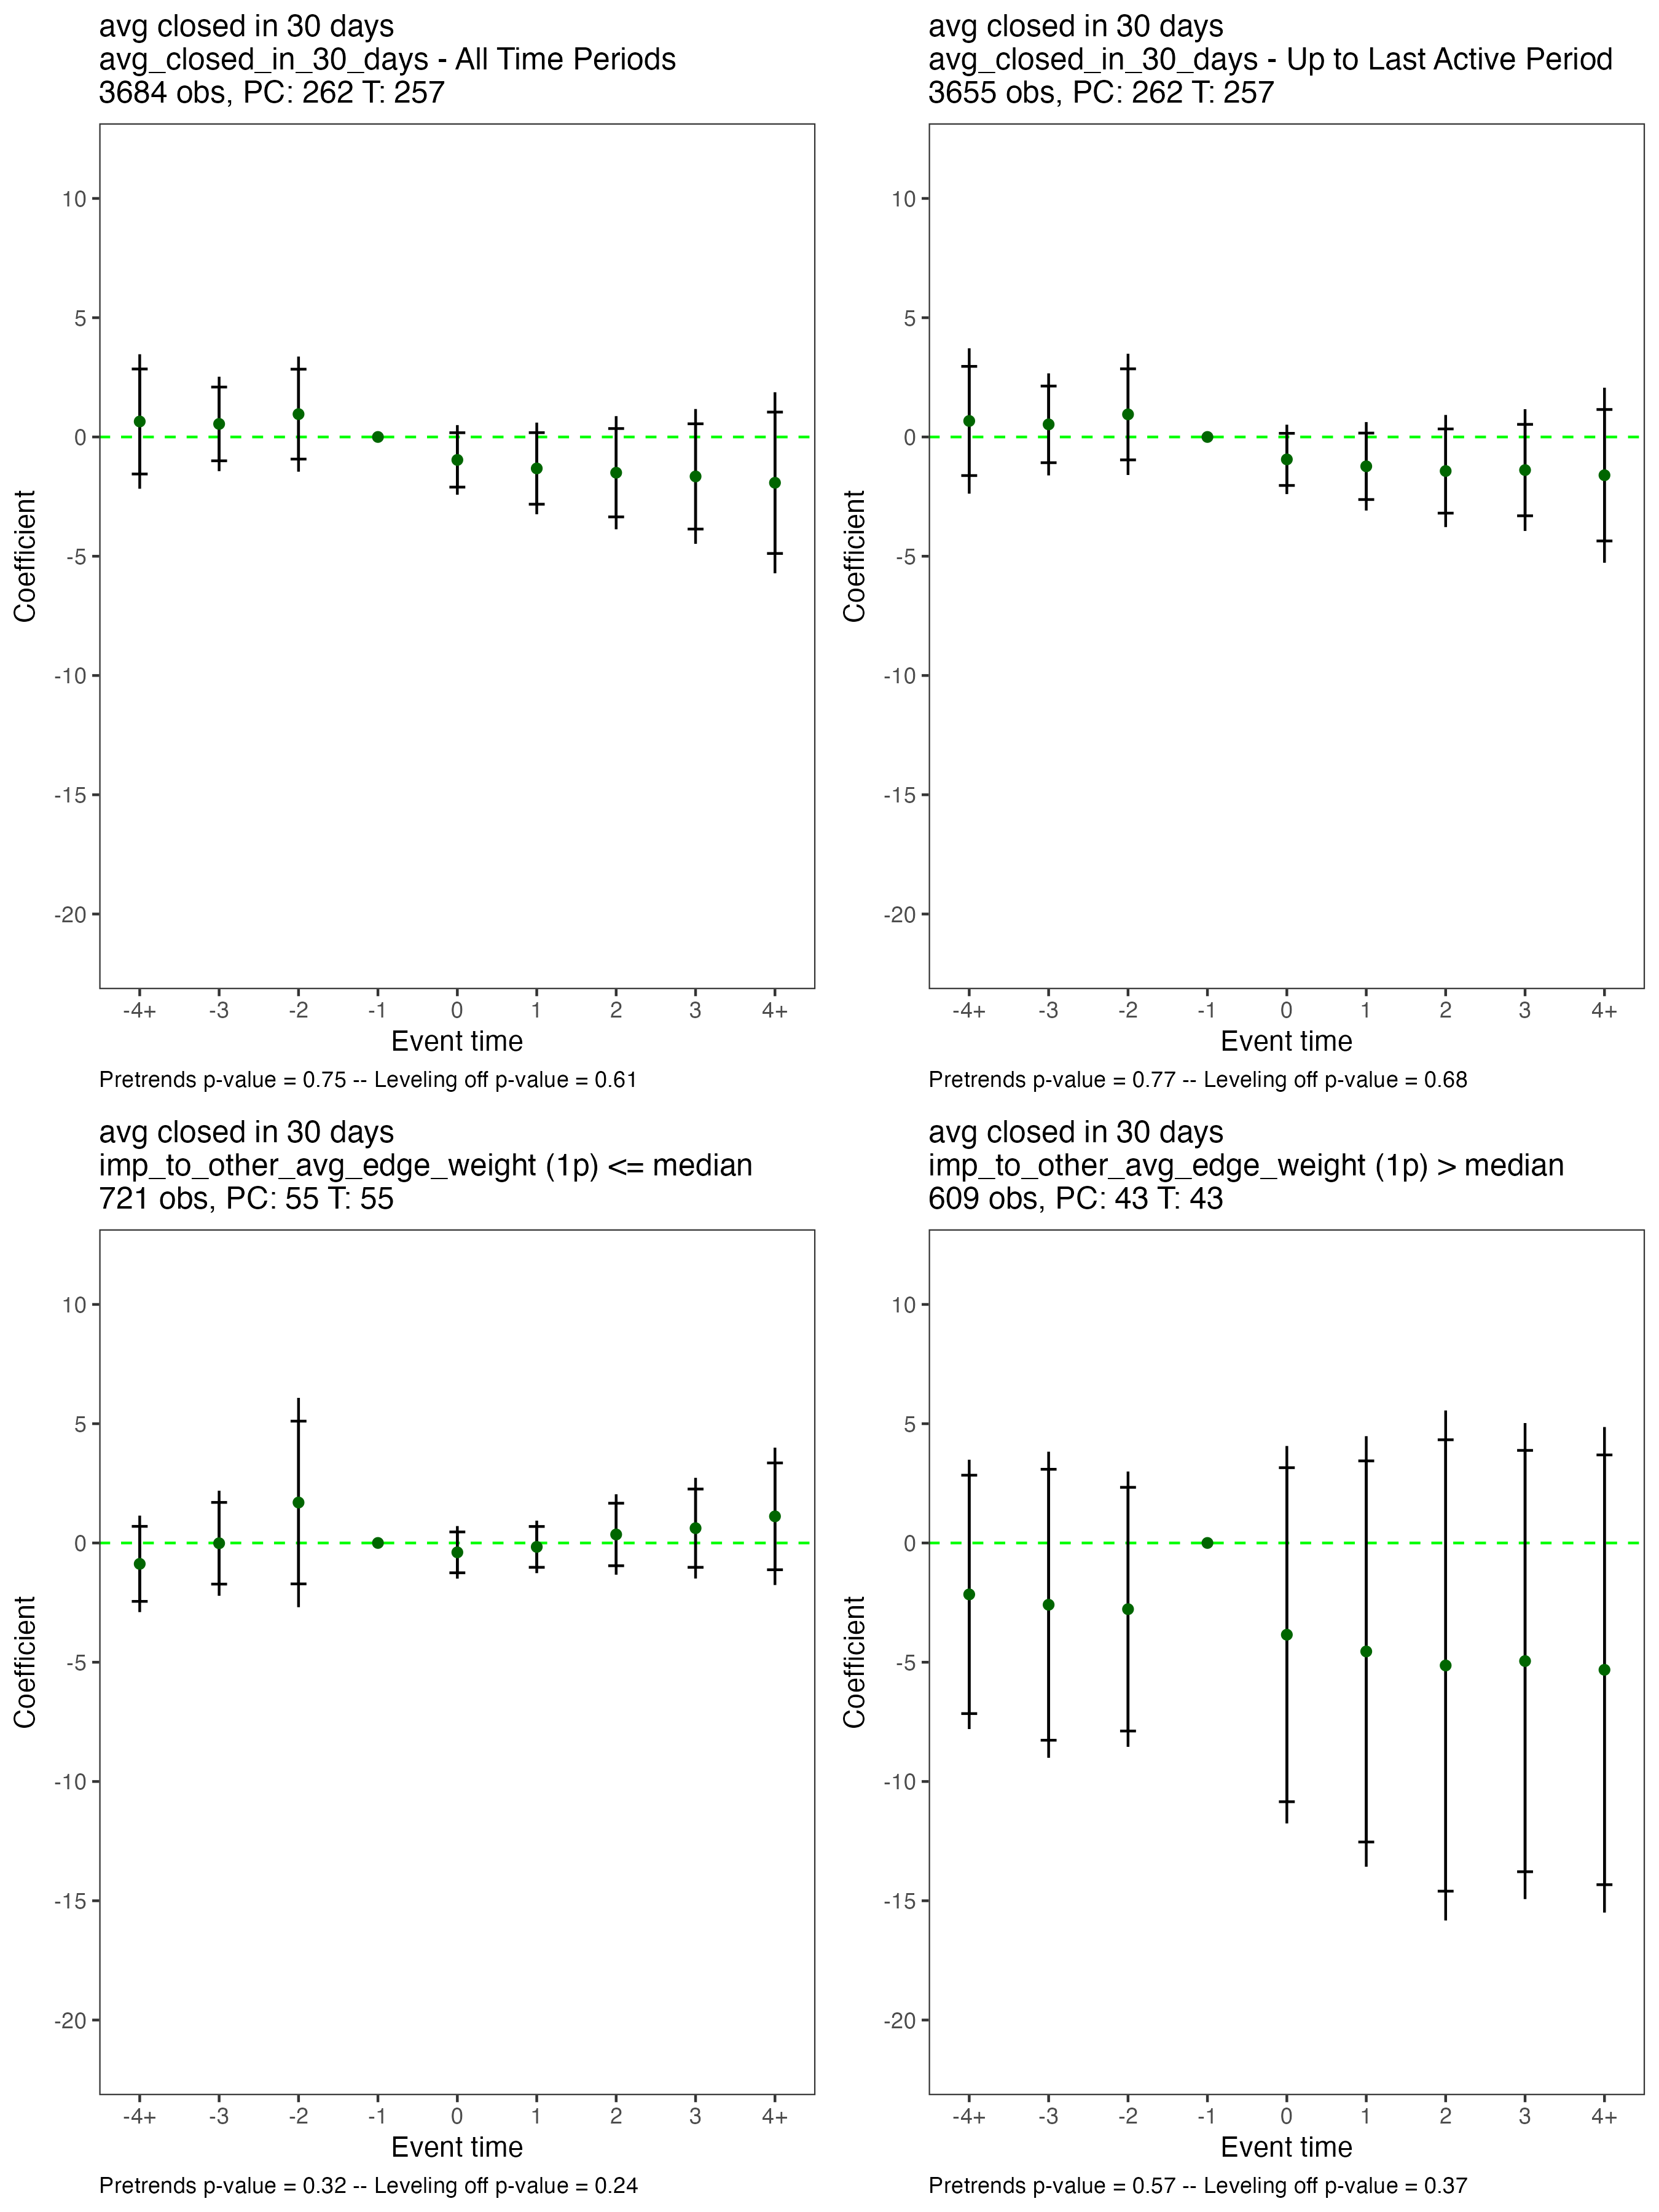 avg closed in 30 days
avg_closed_in_30_days - All Time Periods
3684 obs, PC: 262 T: 257
10
5
0
-5
-10
-15
-20
Coefficient
-4+ -3 -2 -1 0 1 2 3 4+
Event time
Pretrends p-value = 0.75 -- Leveling off p-value = 0.61
avg closed in 30 days
avg_closed_in_30_days - Up to Last Active Period
3655 obs, PC: 262 T: 257
10
5
0
-5
-10
-15
-20
Coefficient
-4+ -3 -2 -1 0 1 2 3 4+
Event time
Pretrends p-value = 0.77 -- Leveling off p-value = 0.68
avg closed in 30 days
imp_to_other_avg_edge_weight (1p) <= median
721 obs, PC: 55 T: 55
10
5
0
-5
-10
-15
-20
Coefficient
-4+ -3 -2 -1 0 1 2 3 4+
Event time
Pretrends p-value = 0.32 -- Leveling off p-value = 0.24
avg closed in 30 days
imp_to_other_avg_edge_weight (1p) > median
609 obs, PC: 43 T: 43
10
5
0
-5
-10
-15
-20
Coefficient
-4+ -3 -2 -1 0 1 2 3 4+
Event time
Pretrends p-value = 0.57 -- Leveling off p-value = 0.37